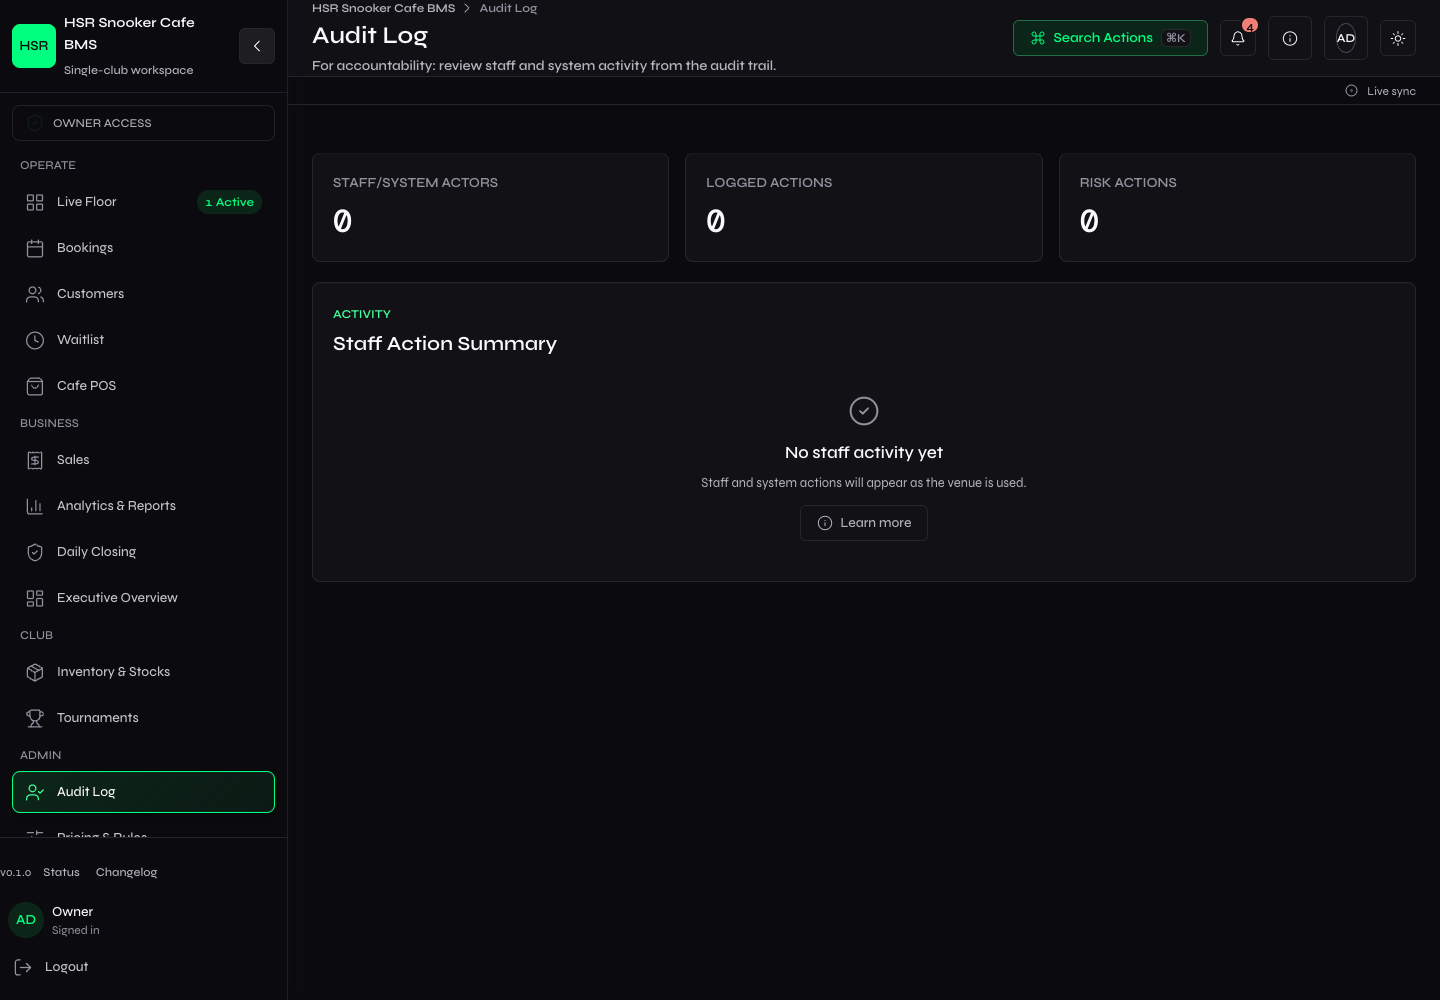 HSR
HSR Snooker Cafe
BMS
Single-club workspace
OWNER ACCESS
OPERATE
Live Floor
1 Active
Bookings
Customers
Waitlist
Cafe POS
BUSINESS
Sales
Analytics & Reports
Daily Closing
Executive Overview
CLUB
Inventory & Stocks
Tournaments
ADMIN
Audit Log
Pricing & Rules
v0.1.0 Status Changelog
AD
Owner
Signed in
Logout
HSR Snooker Cafe BMS > Audit Log
Audit Log
For accountability: review staff and system activity from the audit trail.
Search Actions ⌘K
4
AD
Live sync
STAFF/SYSTEM ACTORS
0
LOGGED ACTIONS
0
RISK ACTIONS
0
ACTIVITY
Staff Action Summary
No staff activity yet
Staff and system actions will appear as the venue is used.
Learn more